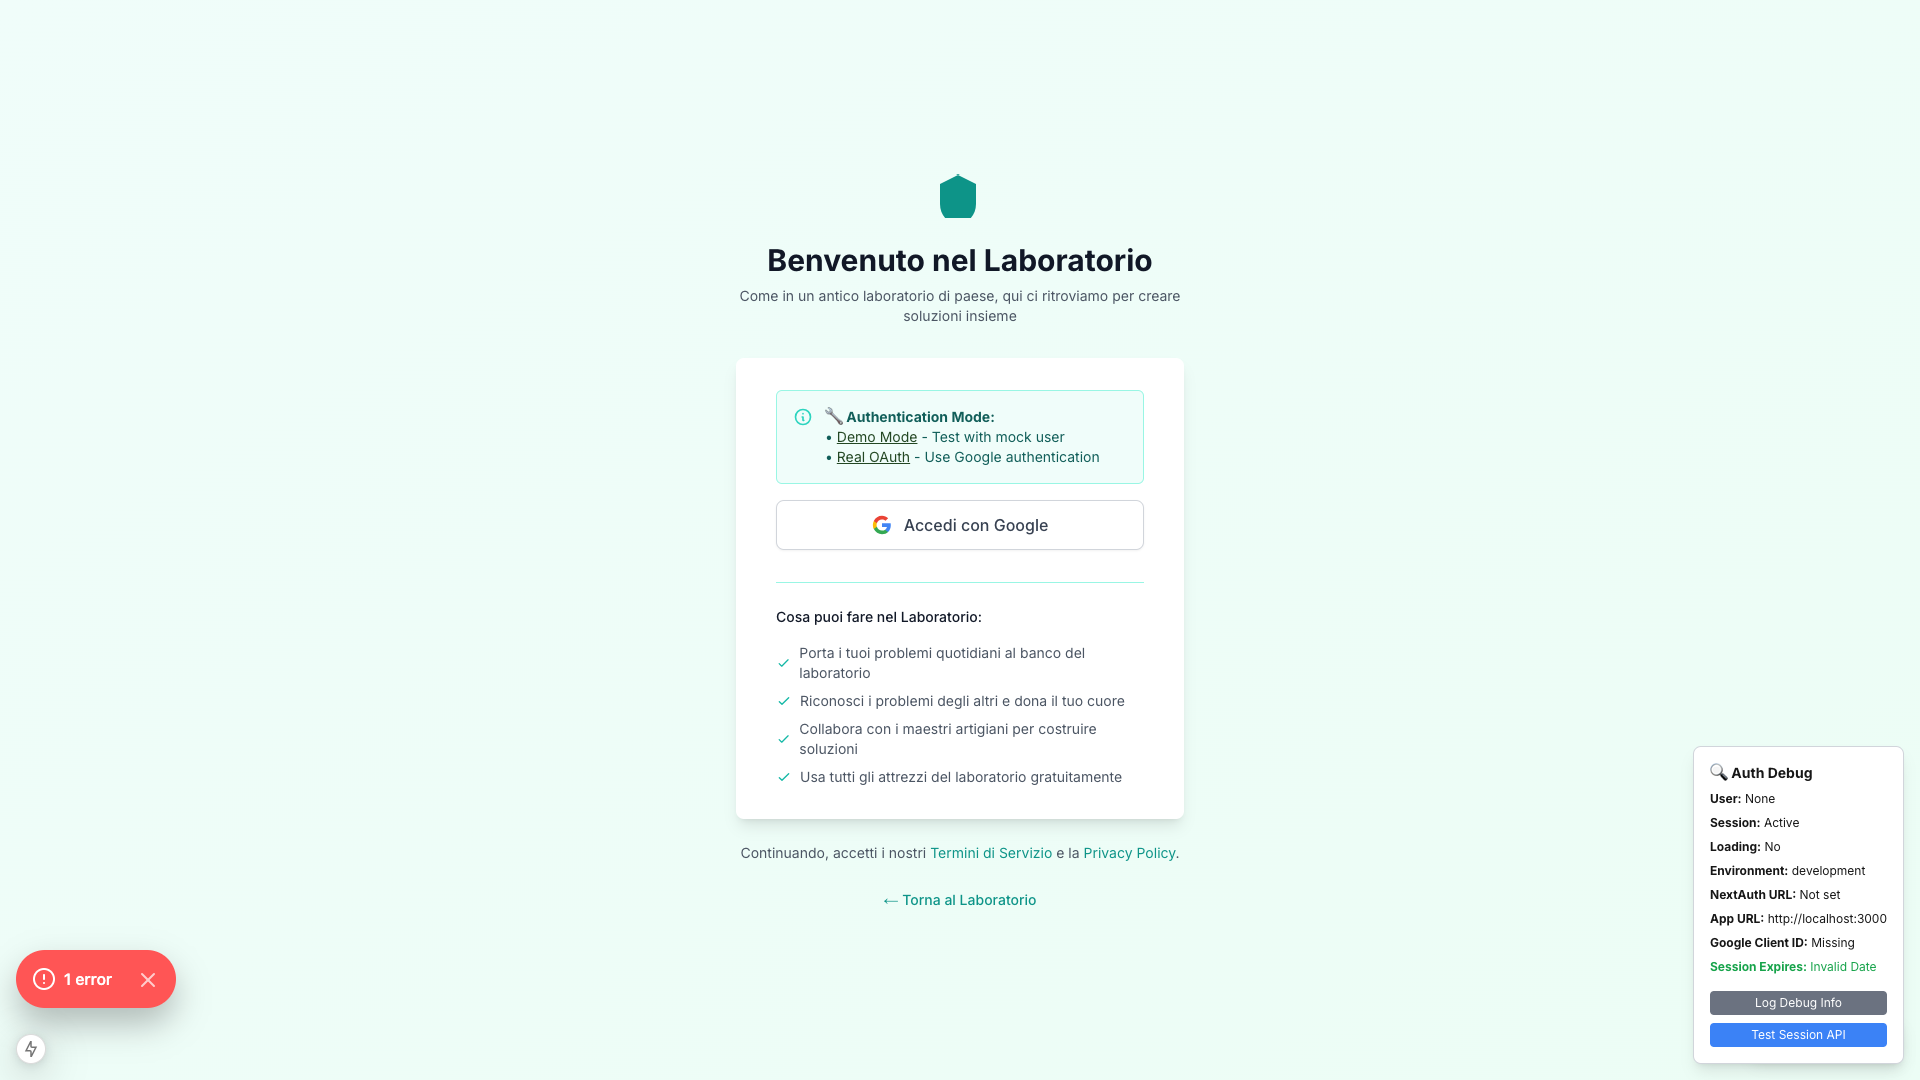 Benvenuto nel Laboratorio
Come in un antico laboratorio di paese, qui ci ritroviamo per creare
soluzioni insieme
🔧 Authentication Mode:
• Demo Mode - Test with mock user
• Real OAuth - Use Google authentication
Accedi con Google
Cosa puoi fare nel Laboratorio:
Porta i tuoi problemi quotidiani al banco del
laboratorio
Riconosci i problemi degli altri e dona il tuo cuore
Collabora con i maestri artigiani per costruire
soluzioni
Usa tutti gli attrezzi del laboratorio gratuitamente
Continuando, accetti i nostri Termini di Servizio e la Privacy Policy.
← Torna al Laboratorio
1 error
🔍 Auth Debug
User: None
Session: Active
Loading: No
Environment: development
NextAuth URL: Not set
App URL: http://localhost:3000
Google Client ID: Missing
Session Expires: Invalid Date
Log Debug Info
Test Session API